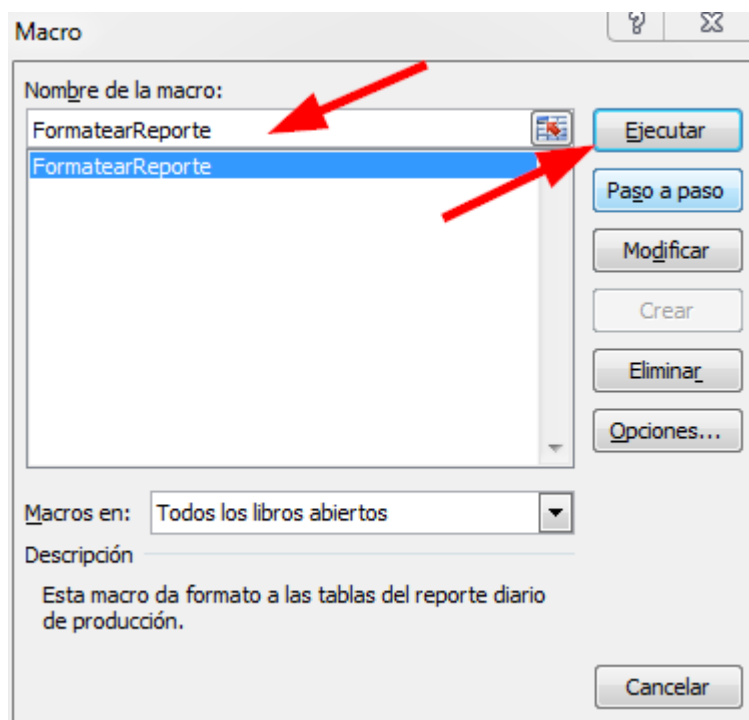 Macro
Nombre de la macro:
FormatearReporte
FormatearReporte
Ejecutar
Paso a paso
Modificar
Crear
Eliminar
Opciones...
Macros en: Todos los libros abiertos
Descripción
Esta macro da formato a las tablas del reporte diario
de producción.
Cancelar